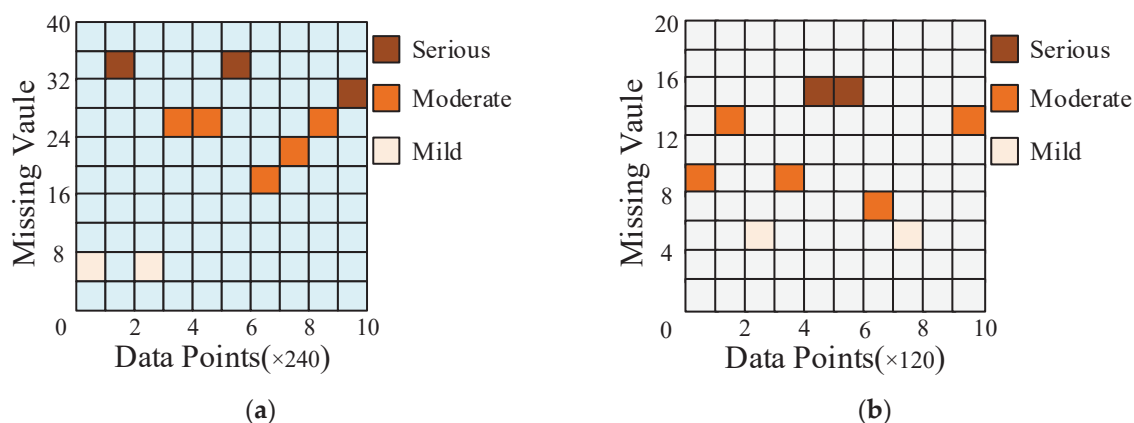 40
32
24
16
8
0
2
4
6
8
10
Missing Vaule
Data Points(×240)
Serious
Moderate
Mild
(a)
20
16
12
8
4
0
2
4
6
8
10
Missing Vaule
Data Points(×120)
Serious
Moderate
Mild
(b)